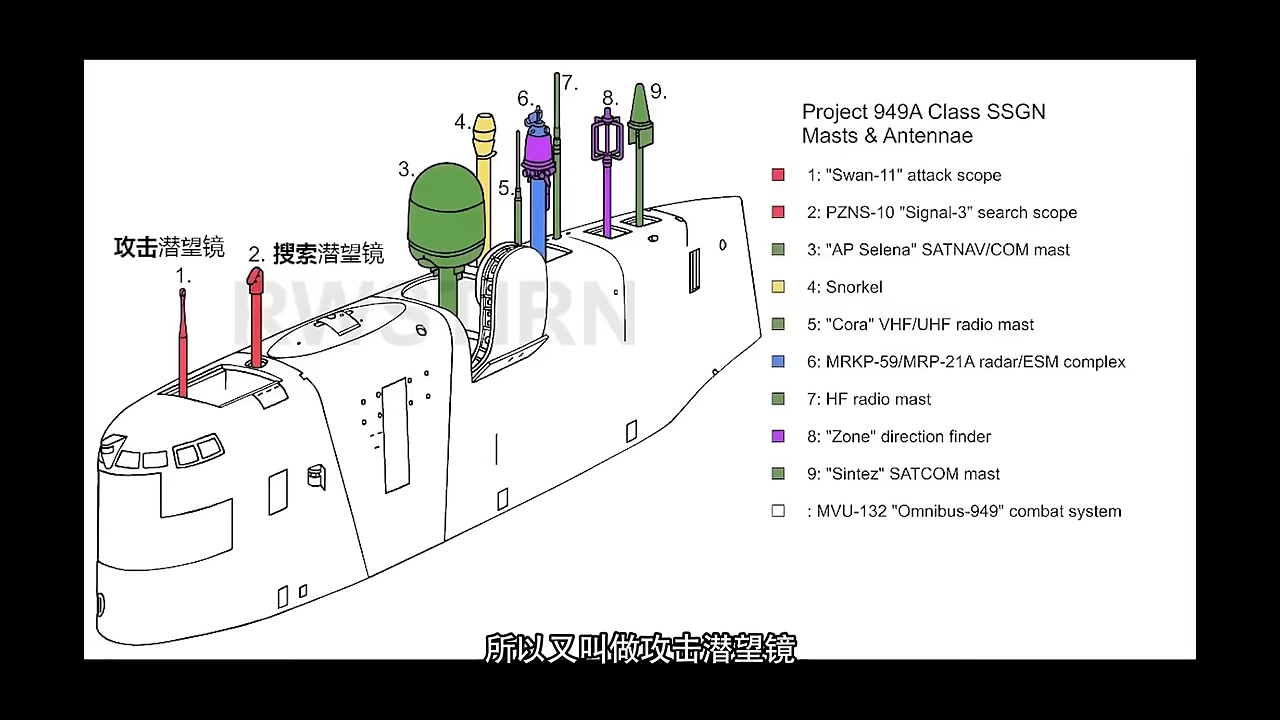 Project 949A Class SSGN
Masts & Antennae
1: "Swan-11" attack scope
2: PZNS-10 "Signal-3" search scope
3: "AP Selena" SATNAV/COM mast
4: Snorkel
5: "Cora" VHF/UHF radio mast
6: MRKP-59/MRP-21A radar/ESM complex
7: HF radio mast
8: "Zone" direction finder
9: "Sintez" SATCOM mast
: MVU-132 "Omnibus-949" combat system
攻击潜望镜
1.
2. 搜索潜望镜
3.
4.
5.
6.
7.
8.
9.
所以又叫做攻击潜望镜